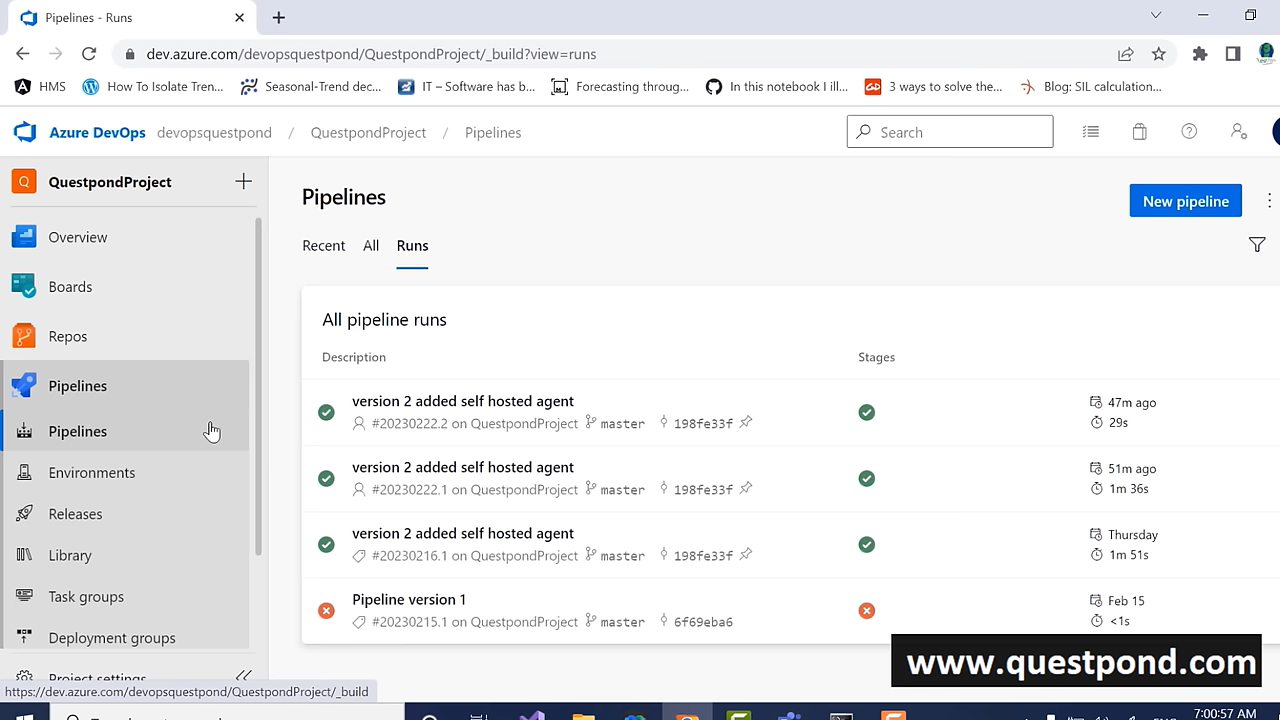 Pipelines - Runs
dev.azure.com/devopsquestpond/QuestpondProject/_build?view=runs
HMS
How To Isolate Tren...
Seasonal-Trend dec...
IT – Software has b...
Forecasting throug...
In this notebook I ill...
3 ways to solve the...
Blog: SIL calculation...
Azure DevOps devopsquestpond / QuestpondProject / Pipelines
Search
Q QuestpondProject
Overview
Boards
Repos
Pipelines
Pipelines
Environments
Releases
Library
Task groups
Deployment groups
Project settings
https://dev.azure.com/devopsquestpond/QuestpondProject/_build
Pipelines
New pipeline
Recent All Runs
All pipeline runs
Description Stages
version 2 added self hosted agent
#20230222.2 on QuestpondProject master 198fe33f
47m ago
29s
version 2 added self hosted agent
#20230222.1 on QuestpondProject master 198fe33f
51m ago
1m 36s
version 2 added self hosted agent
#20230216.1 on QuestpondProject master 198fe33f
Thursday
1m 51s
Pipeline version 1
#20230215.1 on QuestpondProject master 6f69eba6
Feb 15
<1s
www.questpond.com
7:00:57 AM